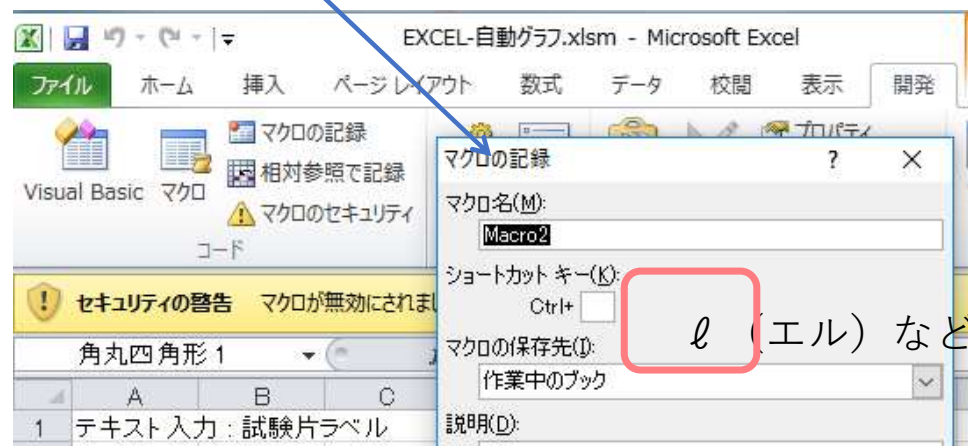 EXCEL-自動グラフ.xlsm - Microsoft Excel
ファイル ホーム 挿入 ページ レイアウト 数式 データ 校閲 表示 開発
Visual Basic マクロ
マクロの記録
相対参照で記録
マクロのセキュリティ
コード
プロパティ
セキュリティの警告 マクロが無効にされまし
角丸四角形 1
A B C
1 テキスト入力:試験片ラベル
マクロの記録 ? ×
マクロ名(M):
Macro2
ショートカット キー(K):
Ctrl+
ℓ (エル) など
マクロの保存先(I):
作業中のブック
説明(D):